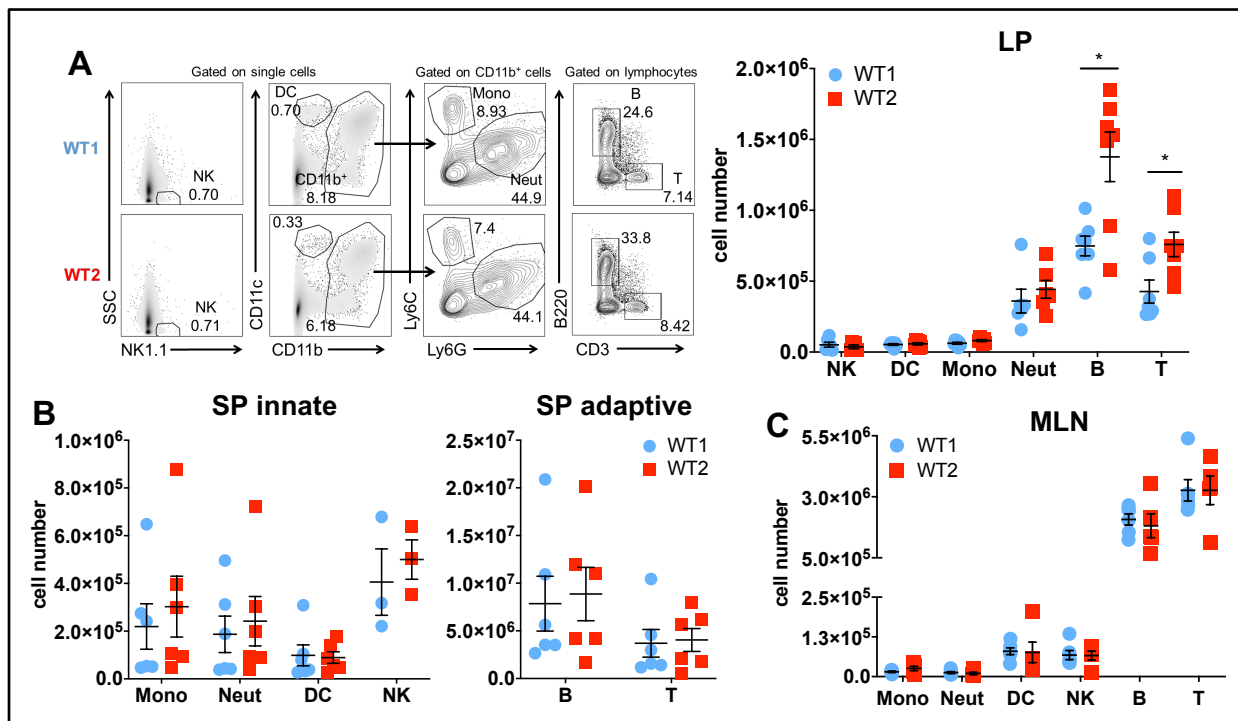 A
Gated on single cells
Gated on CD11b⁺ cells
Gated on lymphocytes
WT1
NK
0.70
DC
0.70
CD11b⁺
8.18
Mono
8.93
Neut
44.9
B
24.6
T
7.14
WT2
NK
0.71
0.33
6.18
7.4
44.1
33.8
8.42
SSC
NK1.1
CD11c
CD11b
Ly6C
Ly6G
B220
CD3
LP
WT1
WT2
*
*
cell number
2.0×10⁶
1.5×10⁶
1.0×10⁶
5.0×10⁵
0.0
NK DC Mono Neut B T
B
SP innate
cell number
1.0×10⁶
8.0×10⁵
6.0×10⁵
4.0×10⁵
2.0×10⁵
0.0
Mono Neut DC NK
SP adaptive
WT1
WT2
2.5×10⁷
2.0×10⁷
1.5×10⁷
1.0×10⁷
5.0×10⁶
0.0
B T
C
MLN
WT1
WT2
cell number
5.5×10⁶
3.0×10⁶
5.0×10⁵
2.5×10⁵
1.3×10⁵
0.0
Mono Neut DC NK B T